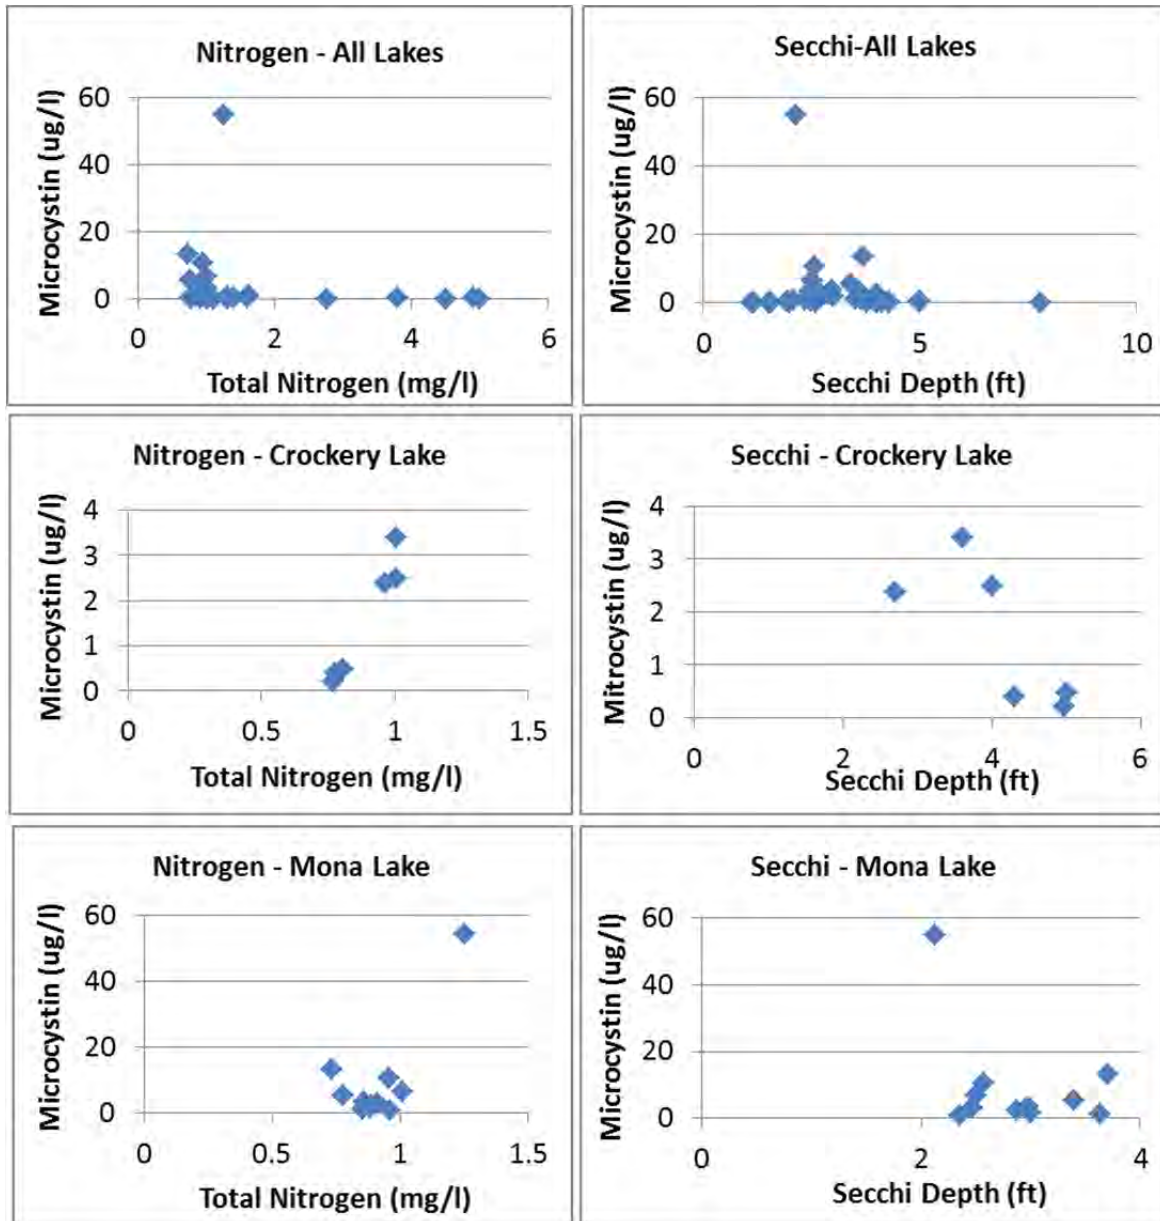 Nitrogen - All Lakes
Microcystin (ug/l)
60
40
20
0
0 2 4 6
Total Nitrogen (mg/l)
Secchi-All Lakes
Microcystin (ug/l)
60
40
20
0
0 5 10
Secchi Depth (ft)
Nitrogen - Crockery Lake
Microcystin (ug/l)
4
3
2
1
0
0 0.5 1 1.5
Total Nitrogen (mg/l)
Secchi - Crockery Lake
Mitrocystin (ug/l)
4
3
2
1
0
0 2 4 6
Secchi Depth (ft)
Nitrogen - Mona Lake
Microcystin (ug/l)
60
40
20
0
0 0.5 1 1.5
Total Nitrogen (mg/l)
Secchi - Mona Lake
Microcystin (ug/l)
60
40
20
0
0 2 4
Secchi Depth (ft)